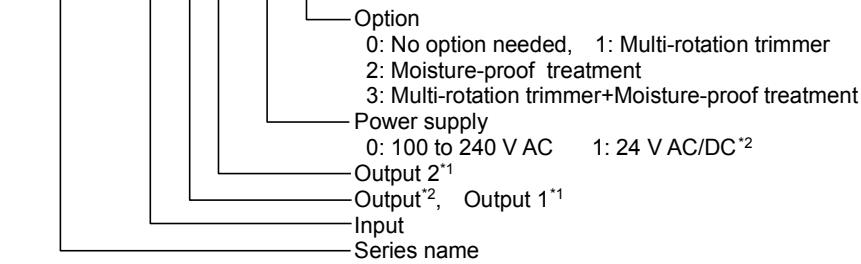 Option
0: No option needed, 1: Multi-rotation trimmer
2: Moisture-proof treatment
3: Multi-rotation trimmer+Moisture-proof treatment
Power supply
0: 100 to 240 V AC 1: 24 V AC/DC*2
Output 2*1
Output*2, Output 1*1
Input
Series name